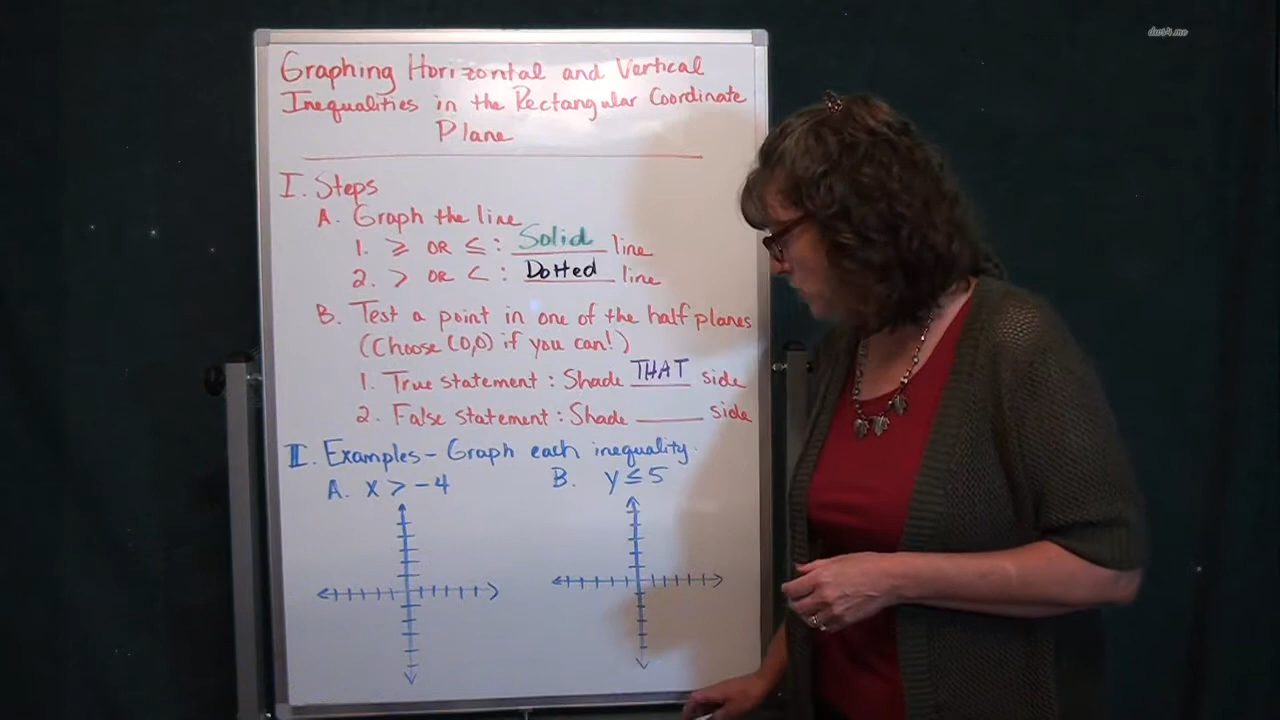 Graphing Horizontal and Vertical
Inequalities in the Rectangular Coordinate
Plane
I. Steps
A. Graph the line
1. ≥ OR ≤ : Solid line
2. > OR < : Dotted line
B. Test a point in one of the half planes
(Choose (0,0) if you can!)
1. True statement : Shade THAT side
2. False statement : Shade ______ side
II. Examples - Graph each inequality.
A. x > -4 B. y ≤ 5